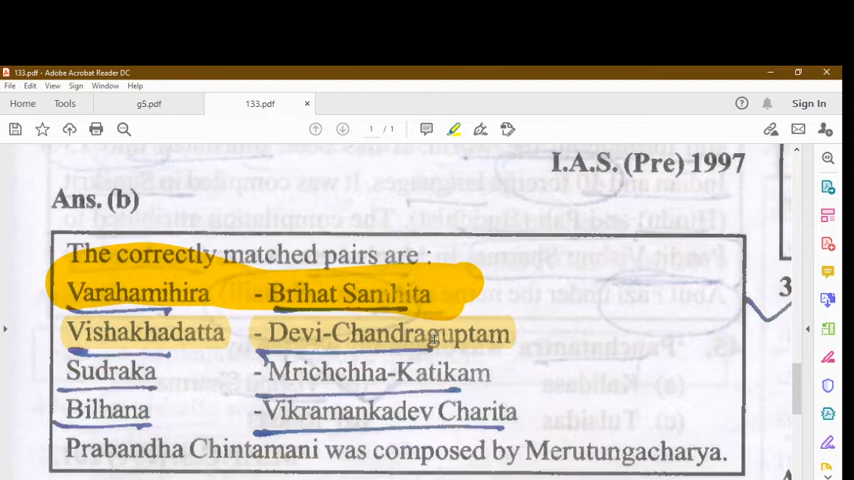 133.pdf - Adobe Acrobat Reader DC
File Edit View Sign Window Help
Home Tools g5.pdf 133.pdf × Sign In
1 / 1
I.A.S. (Pre) 1997
Ans. (b)
The correctly matched pairs are :
Varahamihira - Brihat Samhita
Vishakhadatta - Devi-Chandraguptam
Sudraka - Mrichchha-Katikam
Bilhana -Vikramankadev Charita
Prabandha Chintamani was composed by Merutungacharya.
3